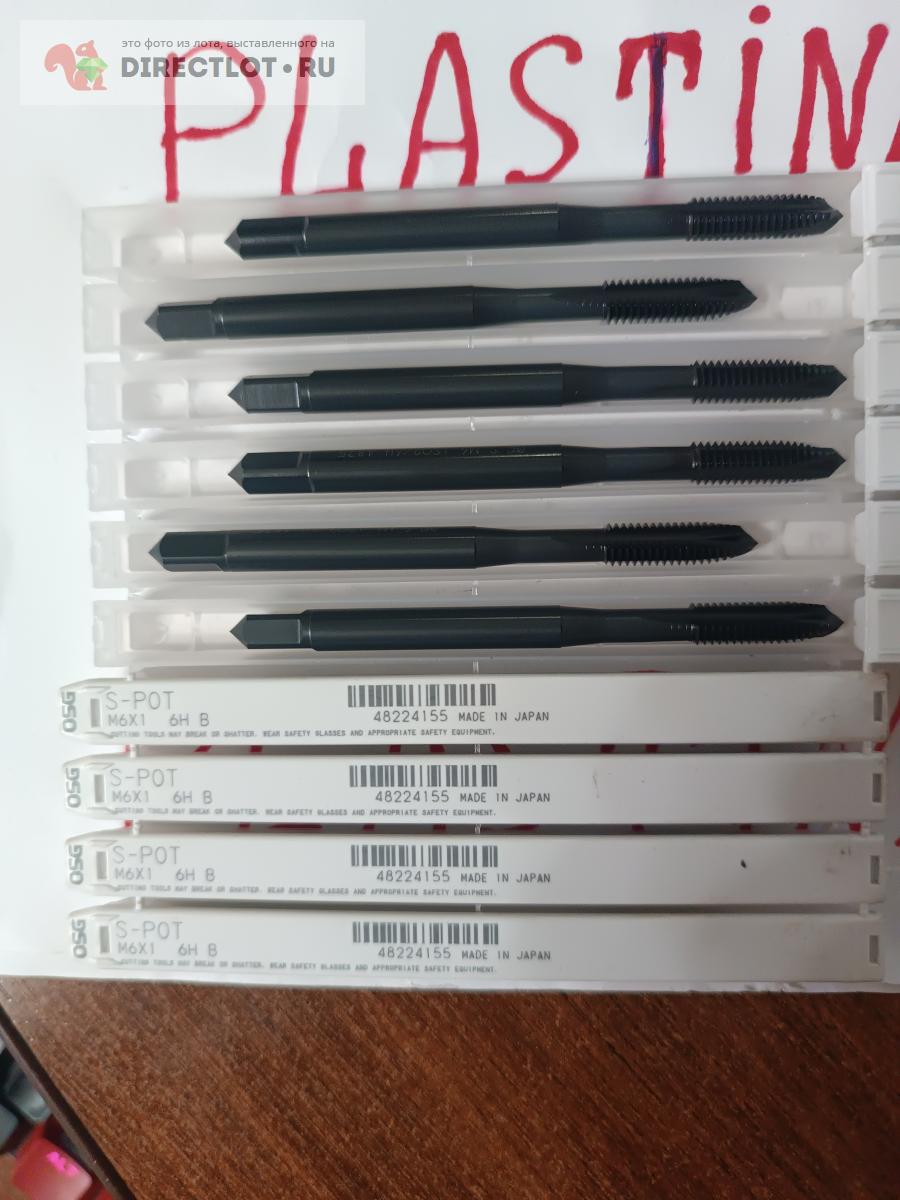 это фото из лота, выставленного на
DIRECTLOT.RU
PLASTIN
OSG
S-POT
M6X1 6H B
48224155 MADE IN JAPAN
CUTTING TOOLS MAY BREAK OR SHATTER. WEAR SAFETY GLASSES AND APPROPRIATE SAFETY EQUIPMENT.
OSG
S-POT
M6X1 6H B
48224155 MADE IN JAPAN
CUTTING TOOLS MAY BREAK OR SHATTER. WEAR SAFETY GLASSES AND APPROPRIATE SAFETY EQUIPMENT.
OSG
S-POT
M6X1 6H B
48224155 MADE IN JAPAN
CUTTING TOOLS MAY BREAK OR SHATTER. WEAR SAFETY GLASSES AND APPROPRIATE SAFETY EQUIPMENT.
OSG
S-POT
M6X1 6H B
48224155 MADE IN JAPAN
CUTTING TOOLS MAY BREAK OR SHATTER. WEAR SAFETY GLASSES AND APPROPRIATE SAFETY EQUIPMENT.